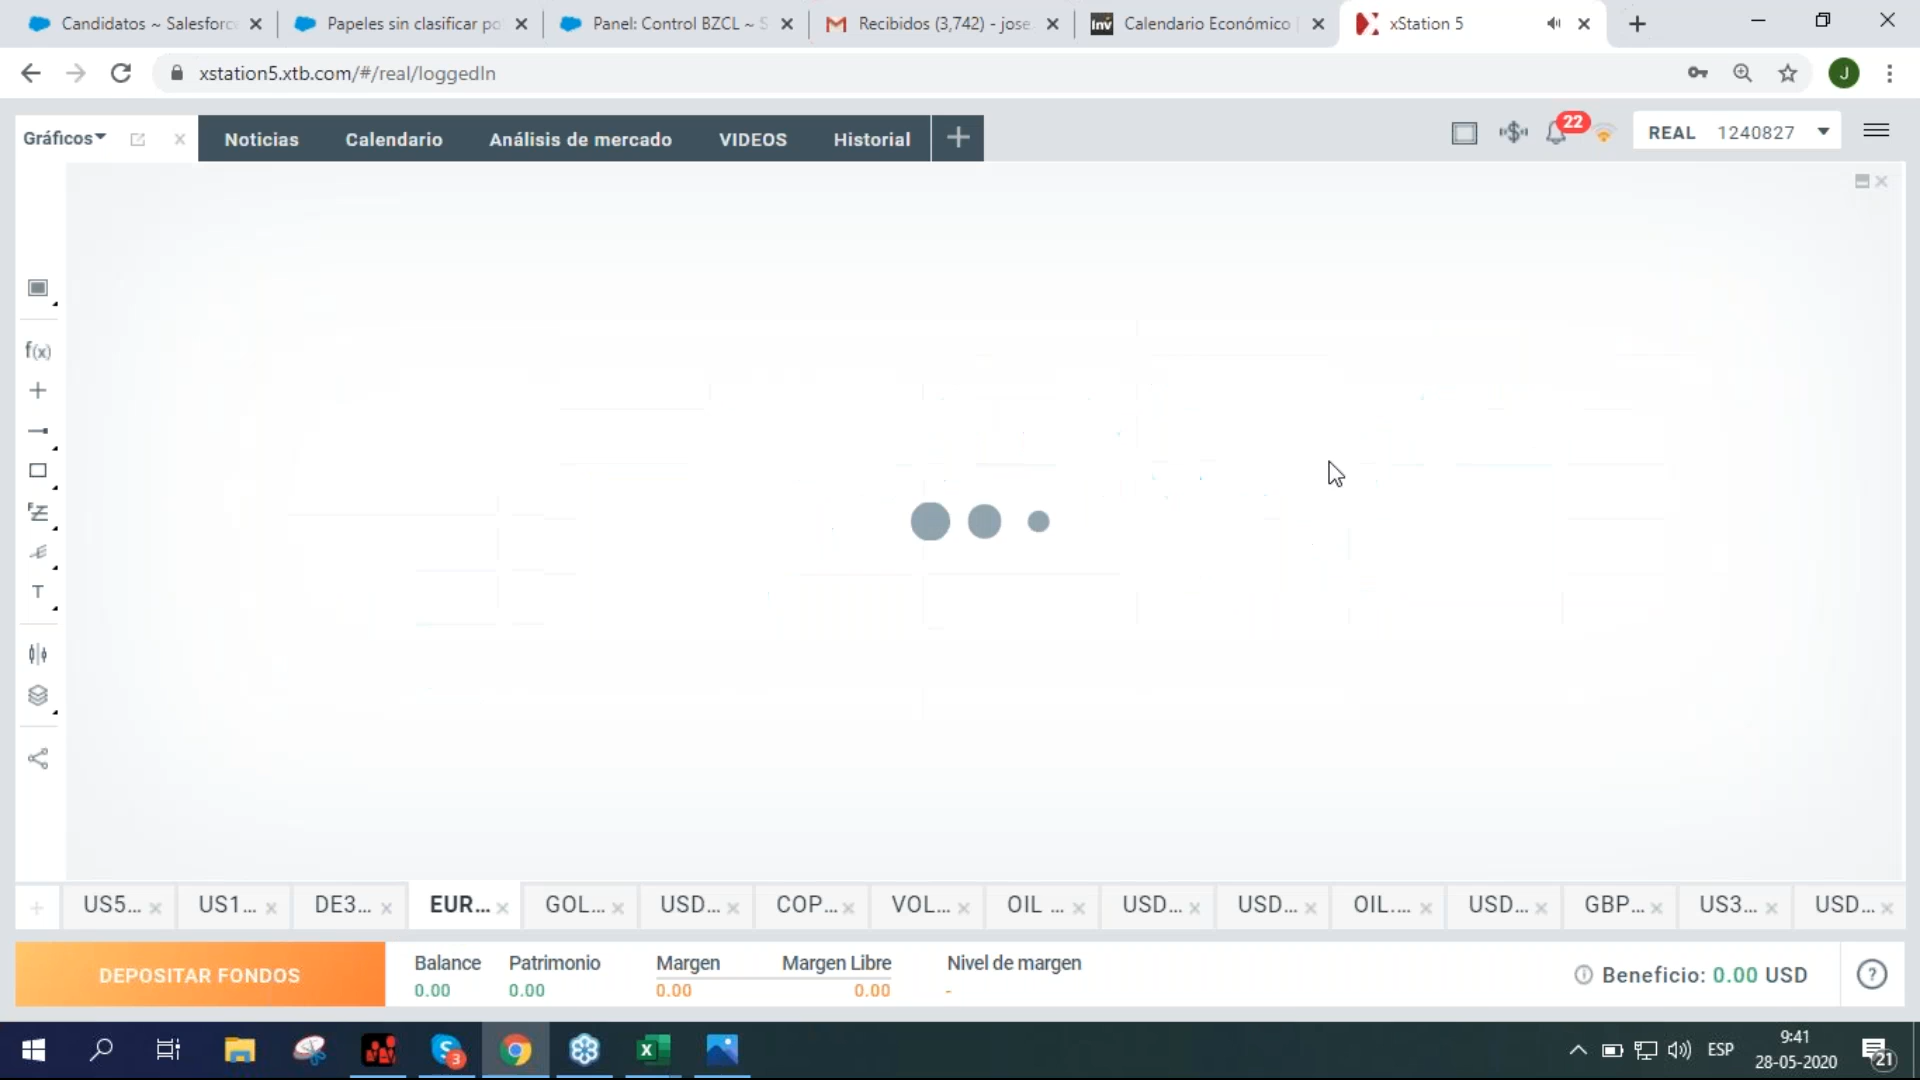 Candidatos ~ Salesforce
Papeles sin clasificar po
Panel: Control BZCL ~ S
Recibidos (3,742) - jose.
Inv
Calendario Económico
xStation 5
xstation5.xtb.com/#/real/loggedIn
J
Gráficos
Noticias
Calendario
Análisis de mercado
VIDEOS
Historial
22
REAL 1240827
f(x)
T
US5...
US1...
DE3...
EUR...
GOL...
USD...
COP...
VOL...
OIL ...
USD...
USD...
OIL....
USD...
GBP...
US3...
USD...
DEPOSITAR FONDOS
Balance
0.00
Patrimonio
0.00
Margen
0.00
Margen Libre
0.00
Nivel de margen
-
Beneficio: 0.00 USD
?
3
ESP
9:41
28-05-2020
21